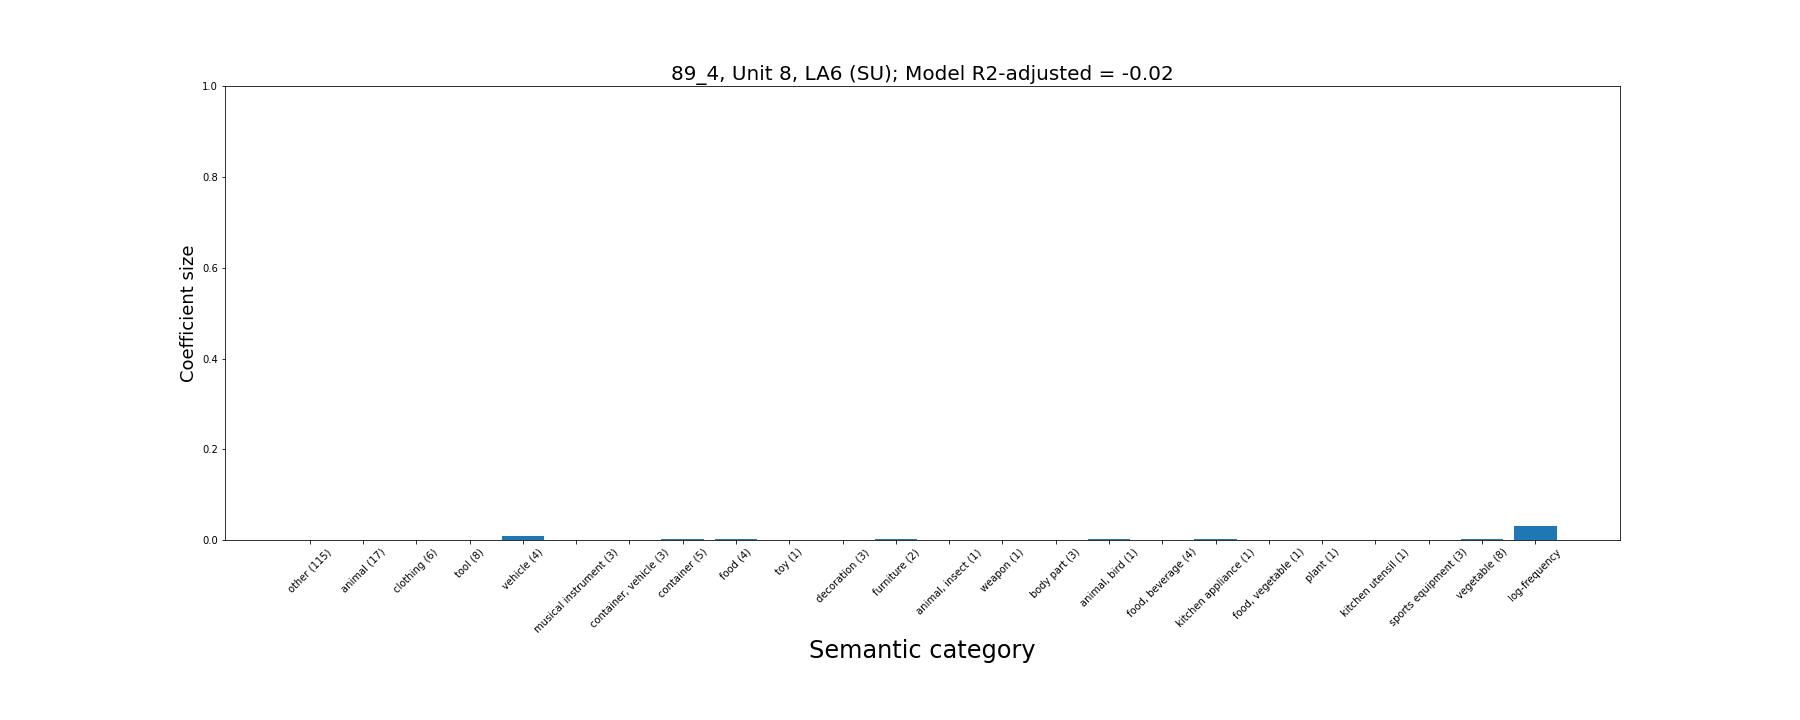 89_4, Unit 8, LA6 (SU); Model R2-adjusted = -0.02
Coefficient size
1.0
0.8
0.6
0.4
0.2
0.0
other (115)
animal (17)
clothing (6)
tool (8)
vehicle (4)
musical instrument (3)
container, vehicle (3)
container (5)
food (4)
toy (1)
decoration (3)
furniture (2)
animal, insect (1)
weapon (1)
body part (3)
animal, bird (1)
food, beverage (4)
kitchen appliance (1)
food, vegetable (1)
plant (1)
kitchen utensil (1)
sports equipment (3)
vegetable (8)
log-frequency
Semantic category